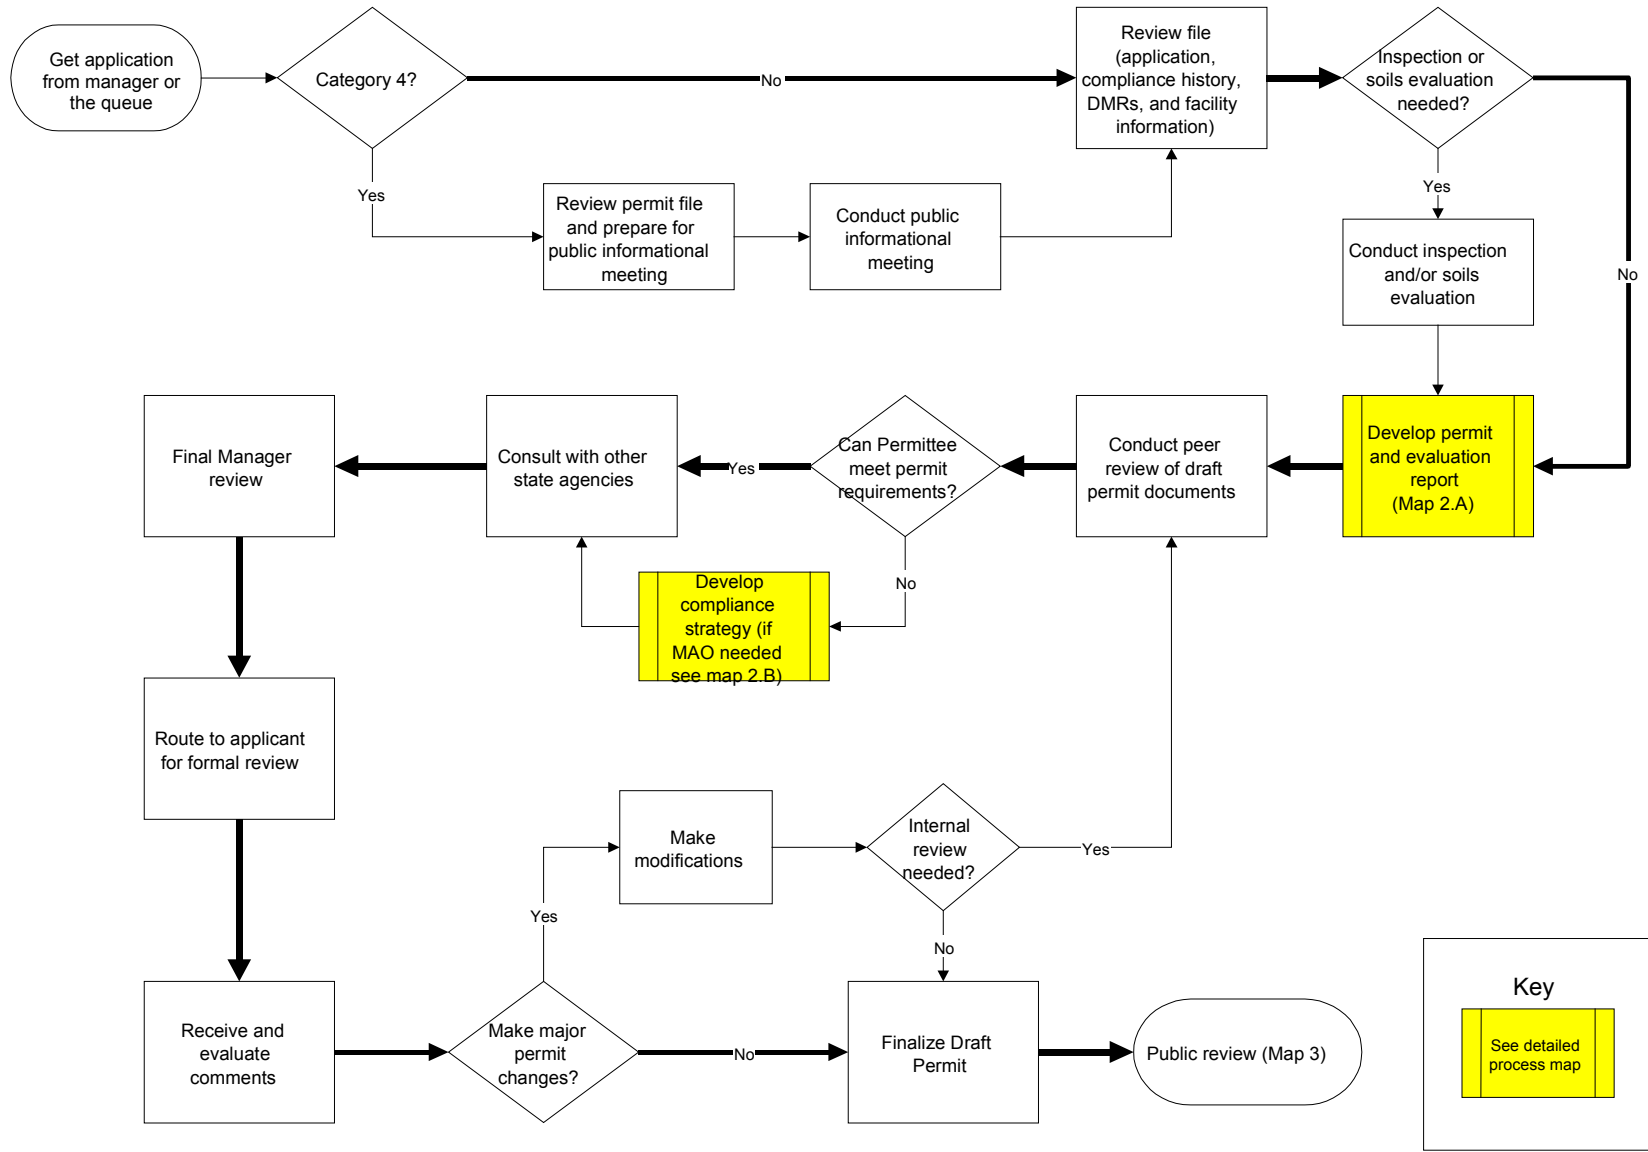 Get application
from manager or
the queue
Category 4?
No
Review file
(application,
compliance history,
DMRs, and facility
information)
Inspection or
soils evaluation
needed?
Yes
Review permit file
and prepare for
public informational
meeting
Conduct public
informational
meeting
Yes
Conduct inspection
and/or soils
evaluation
No
Final Manager
review
Consult with other
state agencies
Yes
Can Permittee
meet permit
requirements?
Conduct peer
review of draft
permit documents
Develop permit
and evaluation
report
(Map 2.A)
No
Develop
compliance
strategy (if
MAO needed
see map 2.B)
Route to applicant
for formal review
Make
modifications
Internal
review
needed?
Yes
Yes
No
Receive and
evaluate
comments
Make major
permit
changes?
No
Finalize Draft
Permit
Public review (Map 3)
Key
See detailed
process map